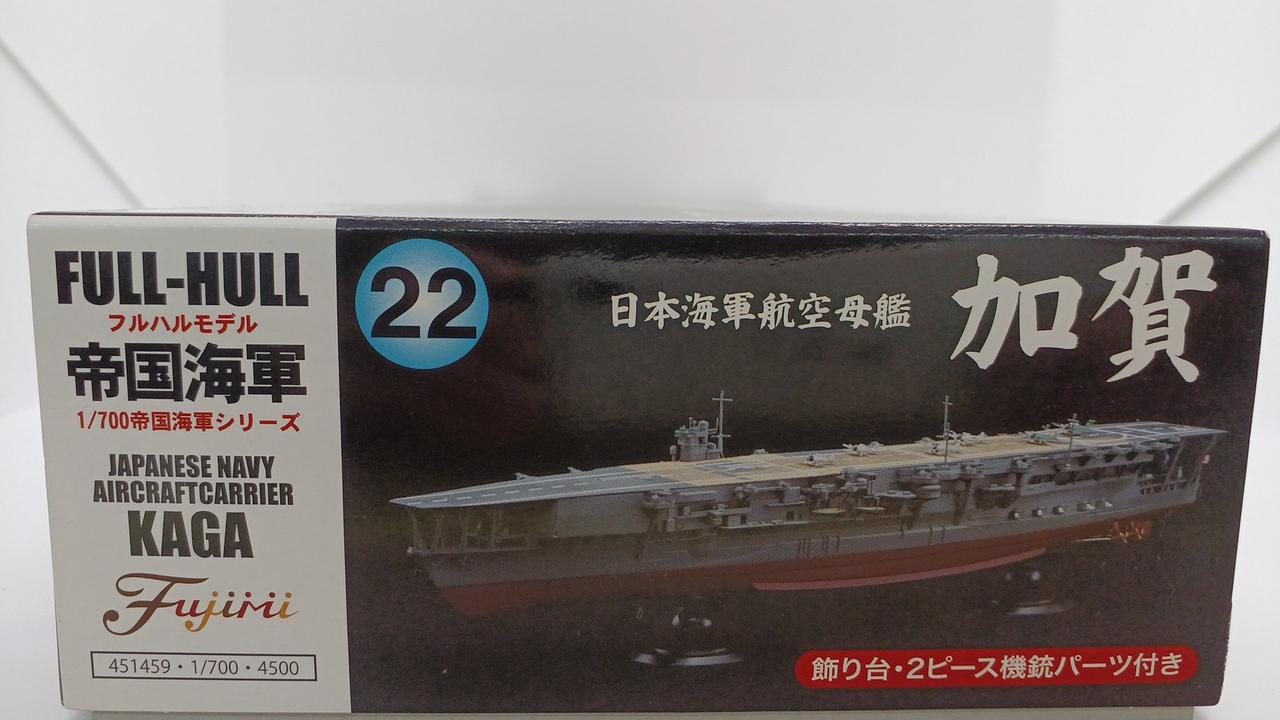 FULL-HULL
フルハルモデル
帝国海軍
1/700帝国海軍シリーズ
JAPANESE NAVY
AIRCRAFTCARRIER
KAGA
Fujimi
451459・1/700・4500
22
日本海軍航空母艦
加賀
飾り台・2ピース機銃パーツ付き